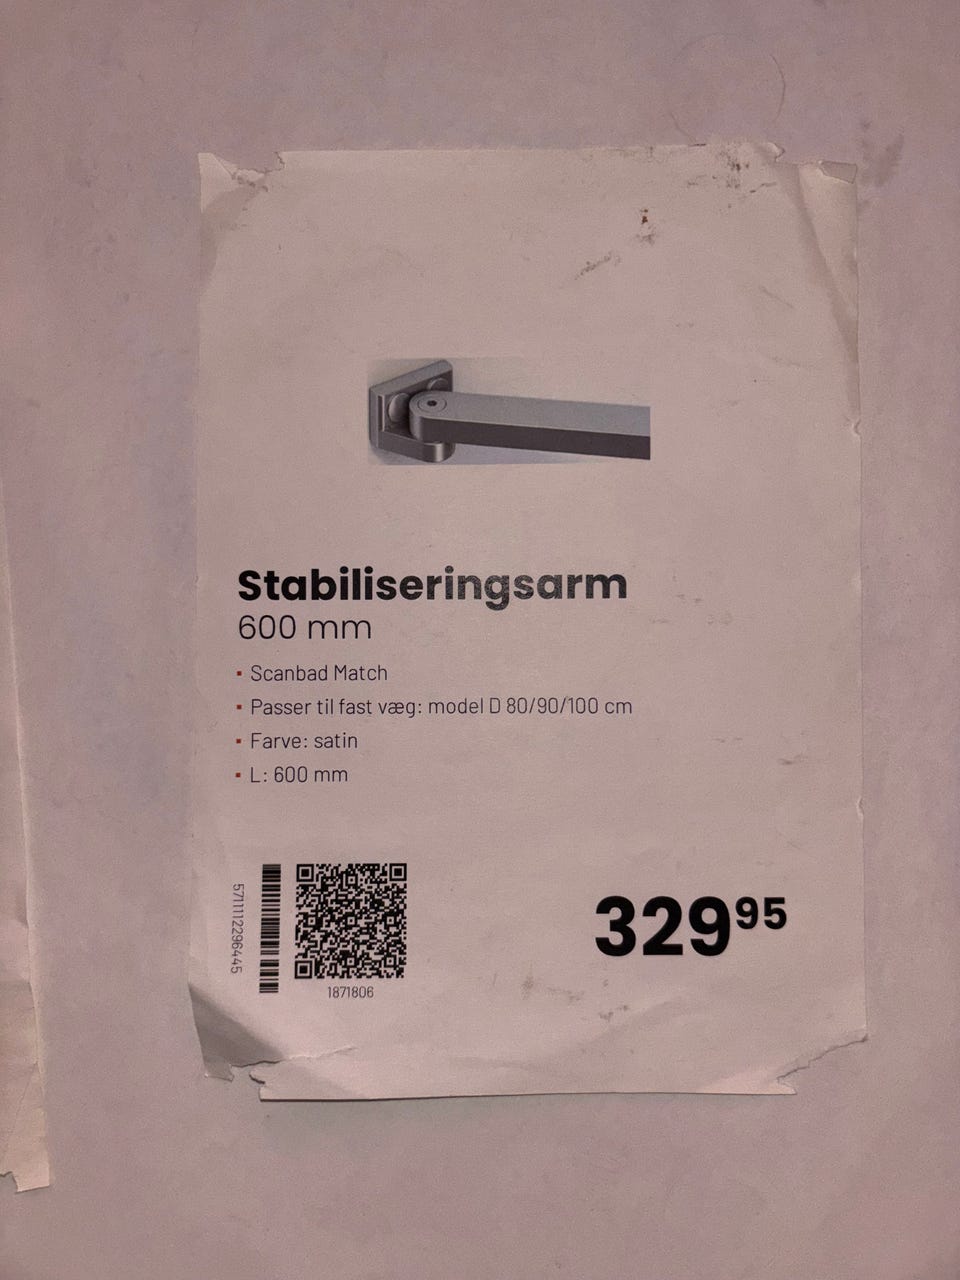 Stabiliseringsarm
600 mm
▪ Scanbad Match
▪ Passer til fast væg: model D 80/90/100 cm
▪ Farve: satin
▪ L: 600 mm
5711112296445
1871806
329⁹⁵